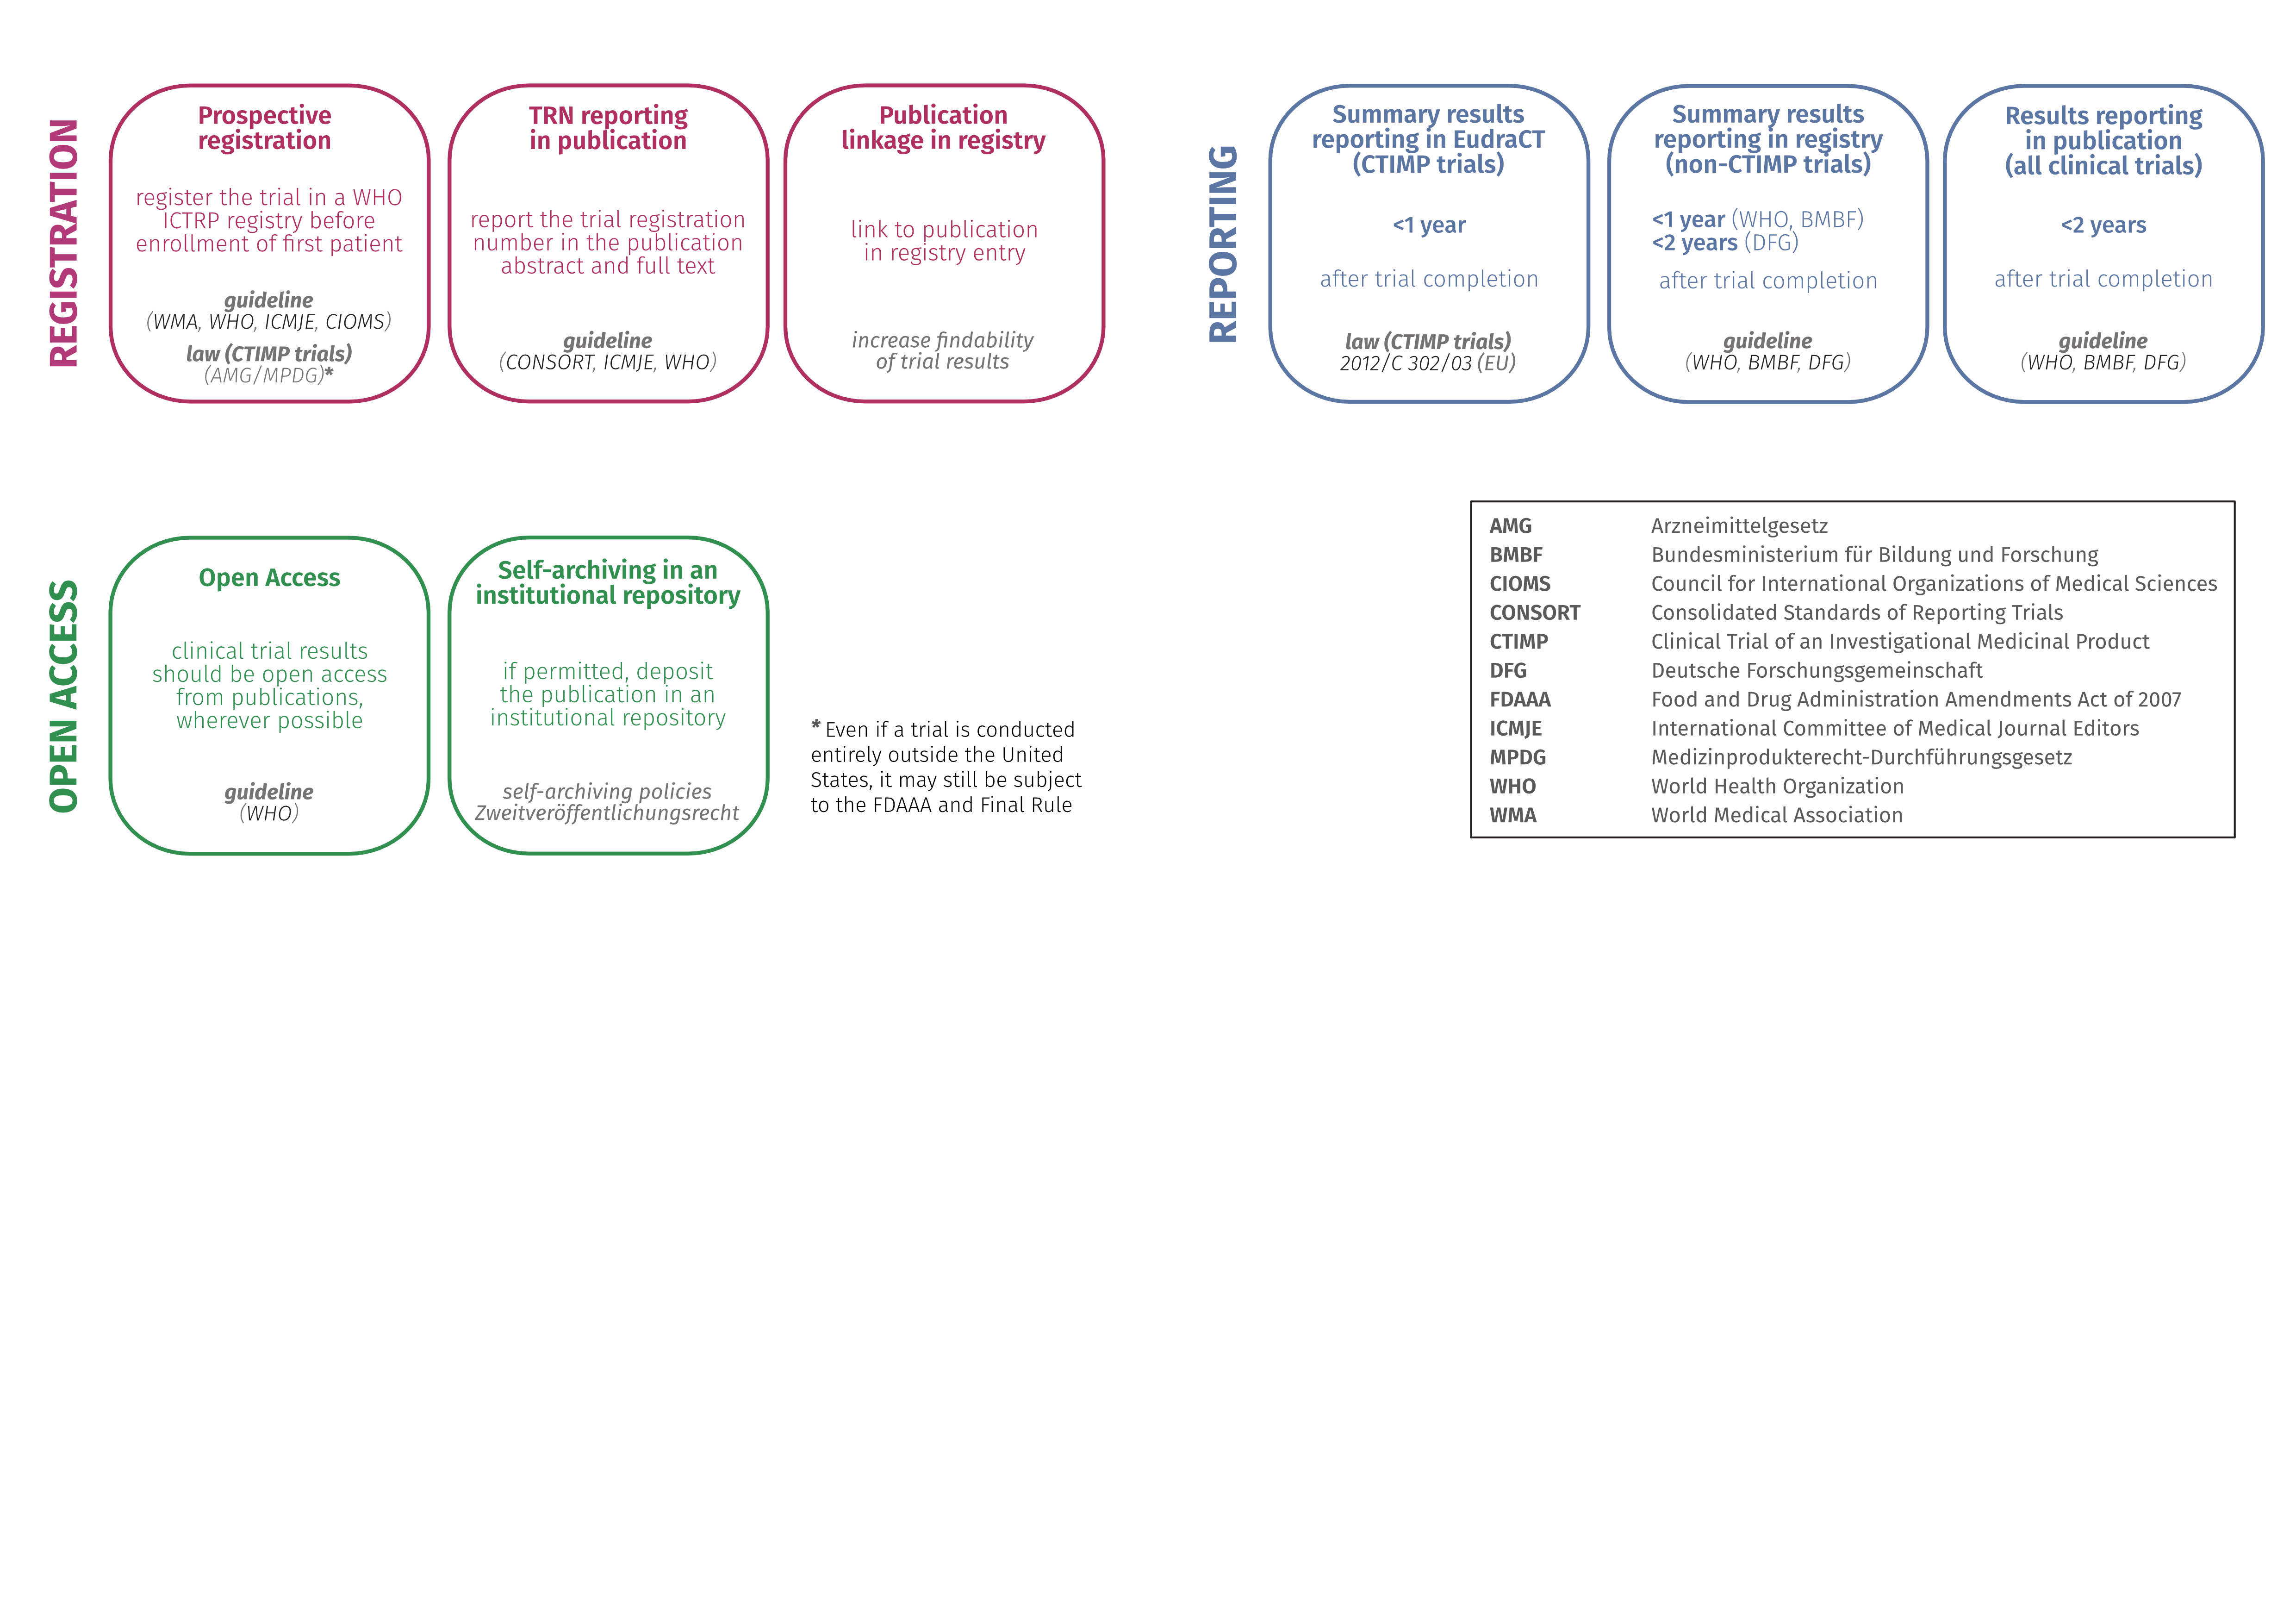 REGISTRATION
Prospective
registration
register the trial in a WHO
ICTRP registry before
enrollment of first patient
guideline
(WMA, WHO, ICMJE, CIOMS)
law (CTIMP trials)
(AMG/MPDG)*
TRN reporting
in publication
report the trial registration
number in the publication
abstract and full text
guideline
(CONSORT, ICMJE, WHO)
Publication
linkage in registry
link to publication
in registry entry
increase findability
of trial results
REPORTING
Summary results
reporting in EudraCT
(CTIMP trials)
<1 year
after trial completion
law (CTIMP trials)
2012/C 302/03 (EU)
Summary results
reporting in registry
(non-CTIMP trials)
<1 year (WHO, BMBF)
<2 years (DFG)
after trial completion
guideline
(WHO, BMBF, DFG)
Results reporting
in publication
(all clinical trials)
<2 years
after trial completion
guideline
(WHO, BMBF, DFG)
OPEN ACCESS
Open Access
clinical trial results
should be open access
from publications,
wherever possible
guideline
(WHO)
Self-archiving in an
institutional repository
if permitted, deposit
the publication in an
institutional repository
self-archiving policies
Zweitveröffentlichungsrecht
* Even if a trial is conducted
entirely outside the United
States, it may still be subject
to the FDAAA and Final Rule
AMG Arzneimittelgesetz
BMBF Bundesministerium für Bildung und Forschung
CIOMS Council for International Organizations of Medical Sciences
CONSORT Consolidated Standards of Reporting Trials
CTIMP Clinical Trial of an Investigational Medicinal Product
DFG Deutsche Forschungsgemeinschaft
FDAAA Food and Drug Administration Amendments Act of 2007
ICMJE International Committee of Medical Journal Editors
MPDG Medizinprodukterecht-Durchführungsgesetz
WHO World Health Organization
WMA World Medical Association